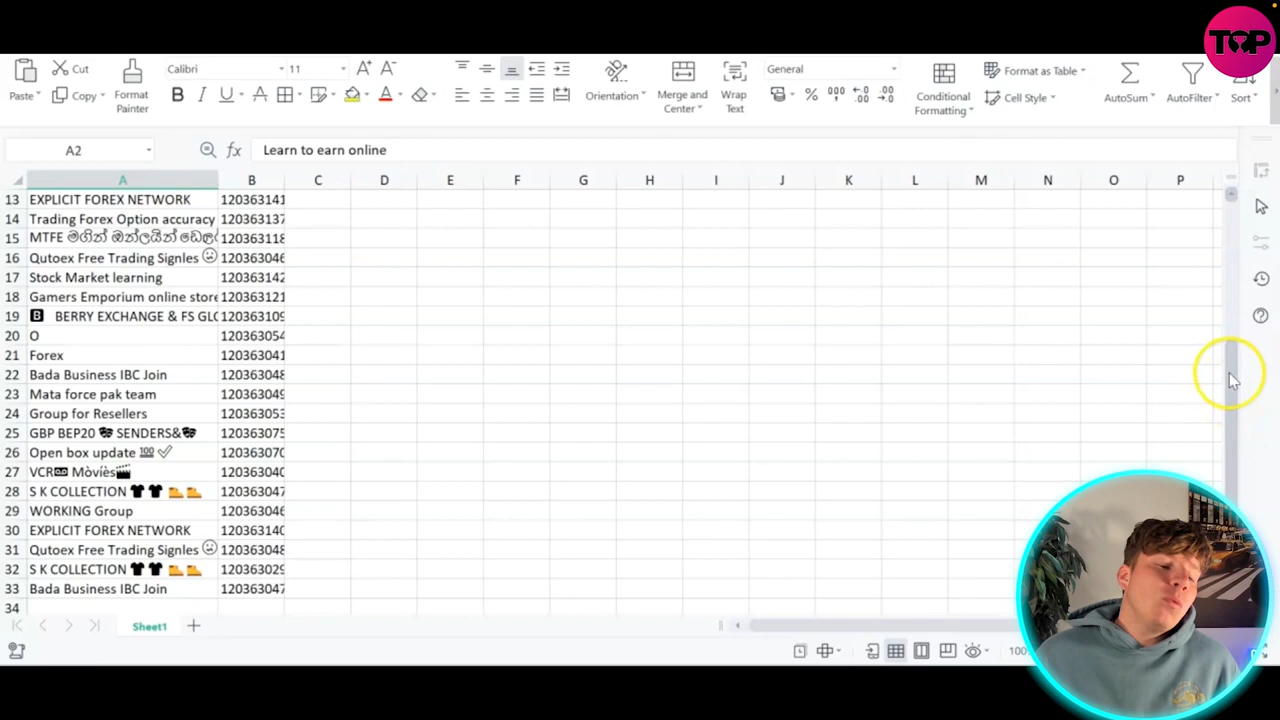 TOP
Cut
Calibri
11
General
Format as Table
Paste
Copy
Format
Painter
Orientation
Merge and
Center
Wrap
Text
Conditional
Formatting
Cell Style
AutoSum
AutoFilter
Sort
A2
fx
Learn to earn online
A B C D E F G H I J K L M N O P
13 EXPLICIT FOREX NETWORK 120363141
14 Trading Forex Option accuracy 120363137
15 MTFE මගින් ඔන්ලයින් 120363118
16 Qutoex Free Trading Signles 120363046
17 Stock Market learning 120363142
18 Gamers Emporium online store 120363121
19 B BERRY EXCHANGE & FS GLO 120363109
20 O 120363054
21 Forex 120363041
22 Bada Business IBC Join 120363048
23 Mata force pak team 120363049
24 Group for Resellers 120363053
25 GBP BEP20 🎭 SENDERS&🎭 120363075
26 Open box update 💯 ✓ 120363070
27 VCR📼 Mòvíès🎬 120363040
28 S K COLLECTION 👕 👕 👟 👟 120363047
29 WORKING Group 120363046
30 EXPLICIT FOREX NETWORK 120363140
31 Qutoex Free Trading Signles 120363048
32 S K COLLECTION 👕 👕 👟 👟 120363029
33 Bada Business IBC Join 120363047
34
Sheet1